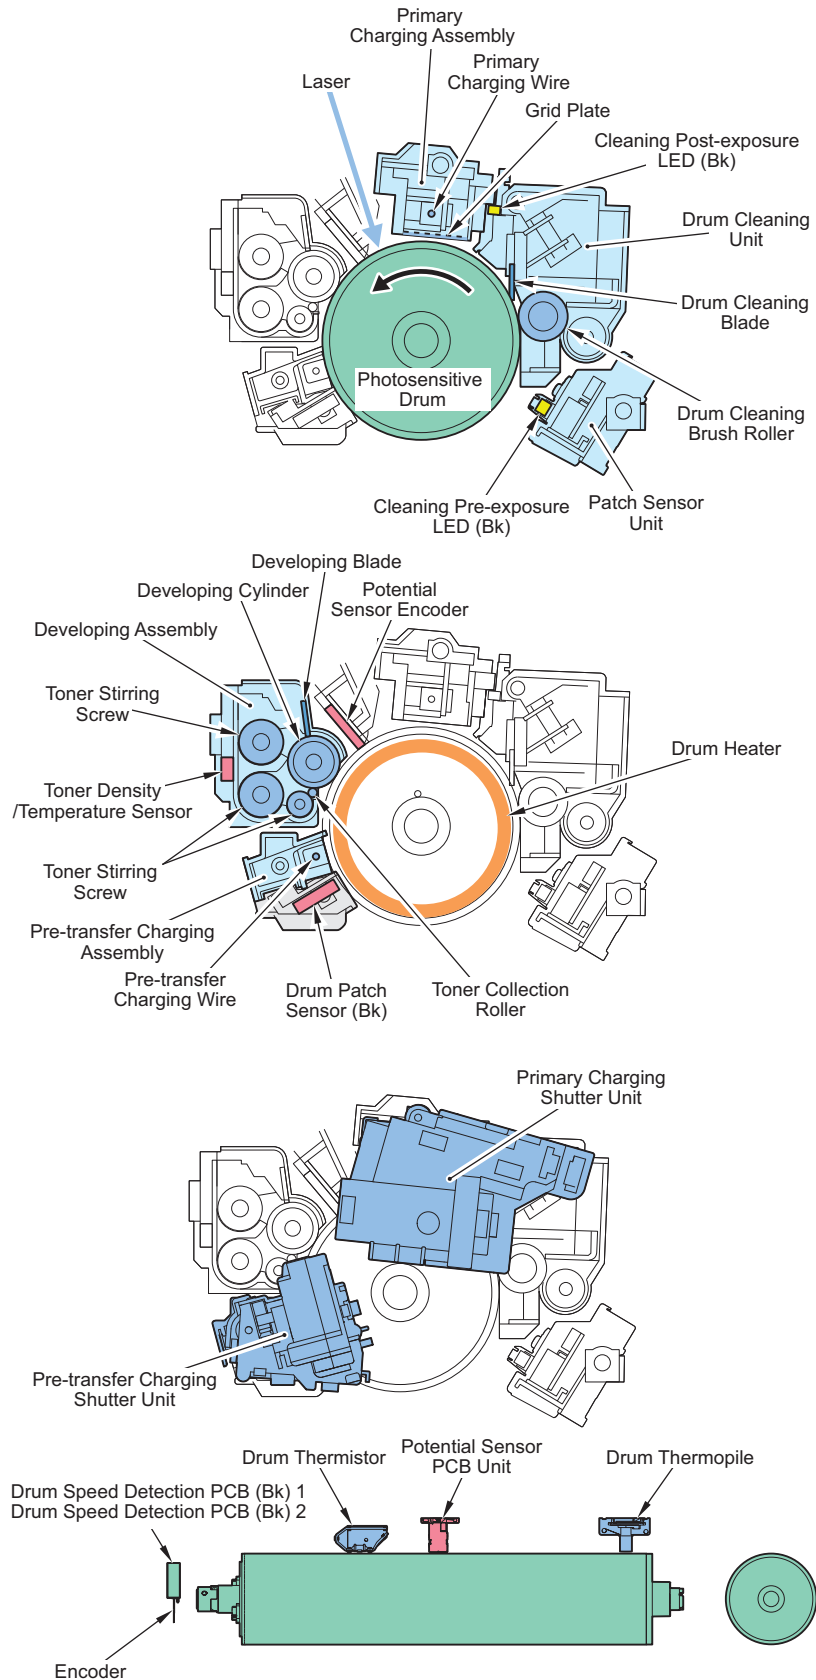 Primary
Charging Assembly
Primary
Charging Wire
Laser
Grid Plate
Cleaning Post-exposure
LED (Bk)
Drum Cleaning
Unit
Drum Cleaning
Blade
Photosensitive
Drum
Drum Cleaning
Brush Roller
Cleaning Pre-exposure
LED (Bk)
Patch Sensor
Unit
Developing Blade
Developing Cylinder
Potential
Sensor Encoder
Developing Assembly
Toner Stirring
Screw
Drum Heater
Toner Density
/Temperature Sensor
Toner Stirring
Screw
Pre-transfer Charging
Assembly
Pre-transfer
Charging Wire
Drum Patch
Sensor (Bk)
Toner Collection
Roller
Primary Charging
Shutter Unit
Pre-transfer Charging
Shutter Unit
Drum Thermistor
Potential Sensor
PCB Unit
Drum Thermopile
Drum Speed Detection PCB (Bk) 1
Drum Speed Detection PCB (Bk) 2
Encoder